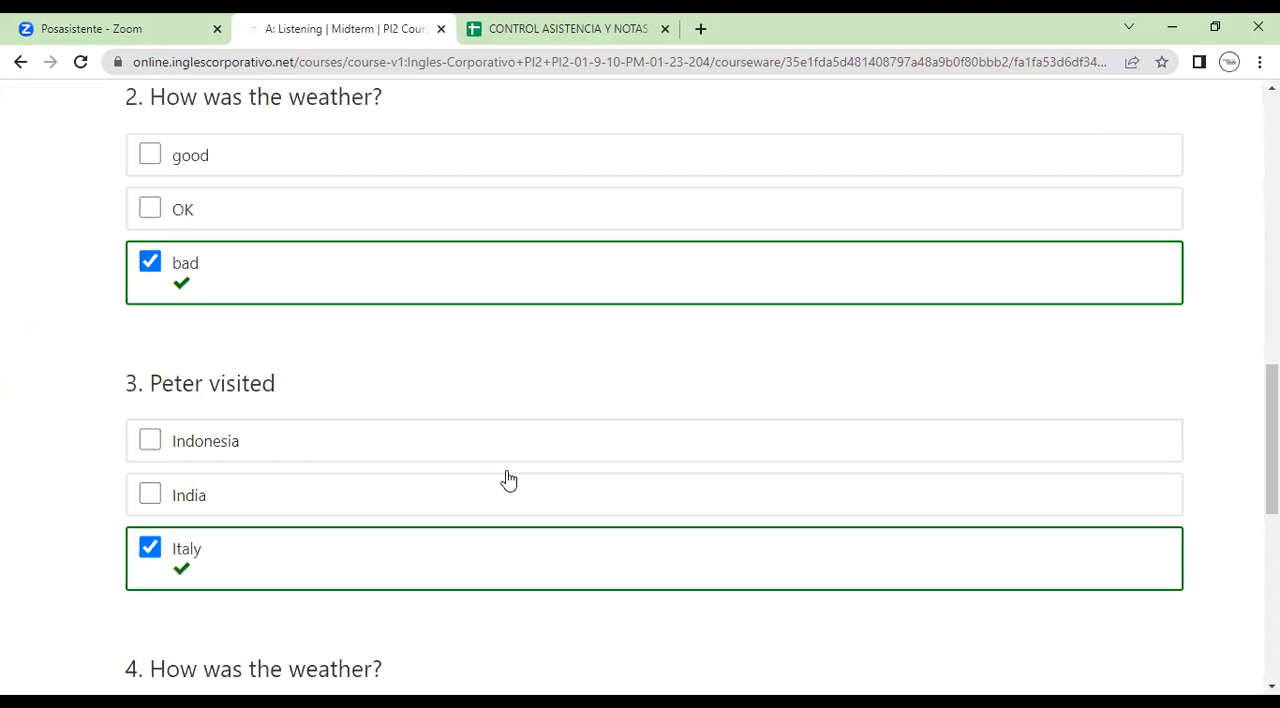 Posasistente - Zoom
A: Listening | Midterm | PI2 Cours
CONTROL ASISTENCIA Y NOTAS
online.inglescorporativo.net/courses/course-v1:Ingles-Corporativo+PI2+PI2-01-9-10-PM-01-23-204/courseware/35e1fda5d481408797a48a9b0f80bbb2/fa1fa53d6df34...
2. How was the weather?
good
OK
bad
3. Peter visited
Indonesia
India
Italy
4. How was the weather?